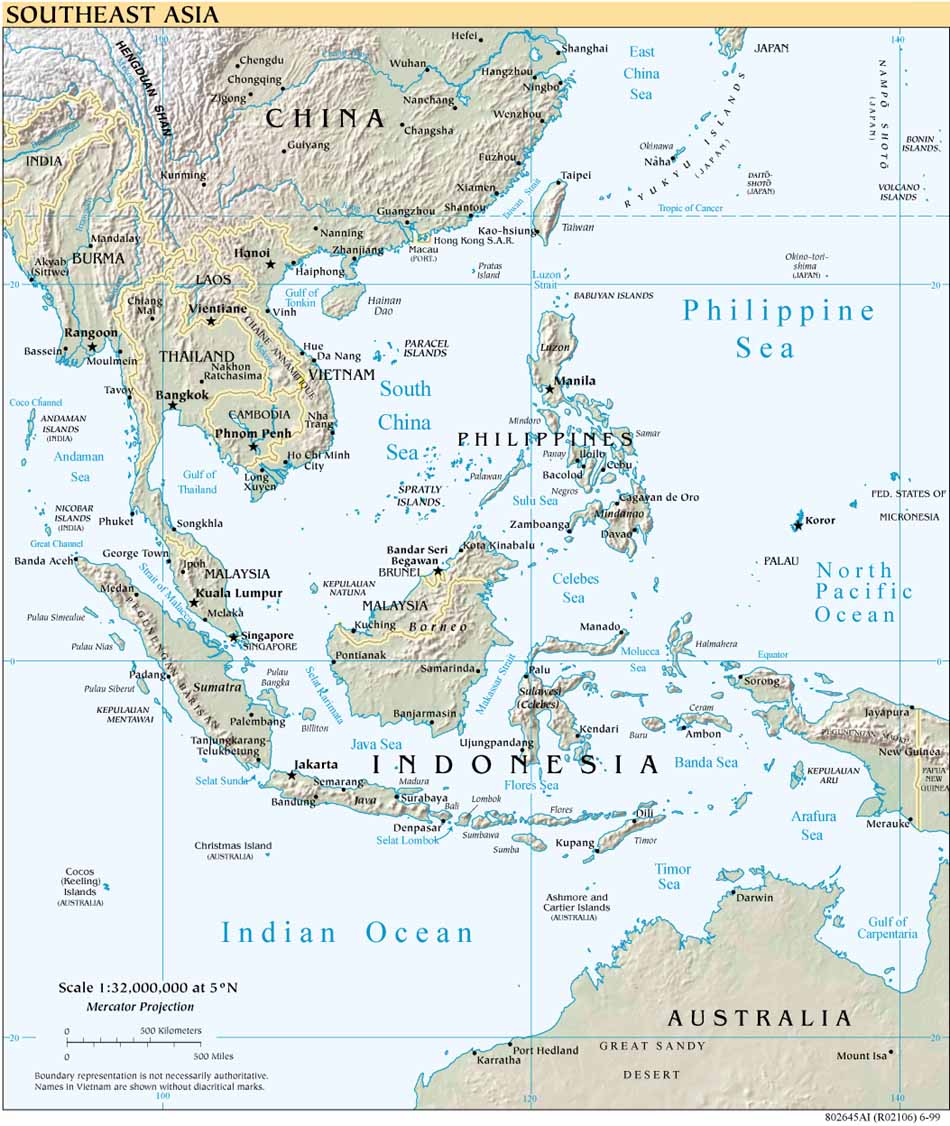 SOUTHEAST ASIA
100
140
Hefei
Shanghai
East
China
Sea
JAPAN
HENGDUAN SHAN
Chengdu
Chongqing
Zigong
Wuhan
Hangzhou
Ningbo
Nanchang
Changsha
Wenzhou
CHINA
Guiyang
Fuzhou
Okinawa
Naha
RYUKYU ISLANDS
(JAPAN)
NAMPŌ SHOTŌ
(JAPAN)
BONIN
ISLANDS
VOLCANO
ISLANDS
DAITŌ-
SHOTŌ
(JAPAN)
INDIA
Kunming
Xiamen
Taipei
Taiwan Strait
Shantou
Guangzhou
Tropic of Cancer
Kao-hsiung
Taiwan
Nanning
Macau
(PORT.)
Hong Kong S.A.R.
Zhanjiang
Mandalay
BURMA
Akyab
(Sittwe)
Hanoi
Haiphong
Pratas
Island
Okino-tori-
shima
(JAPAN)
20
20
LAOS
Luzon
Strait
BABUYAN ISLANDS
Gulf of
Tonkin
Hainan
Dao
Chiang
Mai
Vientiane
Vinh
Philippine
Sea
Rangoon
Bassein
Moulmein
THAILAND
CHAINE ANNAMITIQUE
Hue
Da Nang
PARACEL
ISLANDS
Luzon
Nakhon
Ratchasima
VIETNAM
Tavoy
Bangkok
South
China
Sea
Manila
Coco Channel
ANDAMAN
ISLANDS
(INDIA)
CAMBODIA
Phnom Penh
Nha
Trang
Mindoro
PHILIPPINES
Samar
Andaman
Sea
Gulf of
Thailand
Ho Chi Minh
City
Long
Xuyen
Panay
Iloilo
Cebu
Bacolod
Palawan
Negros
SPRATLY
ISLANDS
Sulu Sea
Cagayan de Oro
Mindanao
Davao
Zamboanga
FED. STATES OF
MICRONESIA
Koror
PALAU
NICOBAR
ISLANDS
(INDIA)
Phuket
Songkhla
Great Channel
Banda Aceh
George Town
Ipoh
MALAYSIA
Kuala Lumpur
Melaka
Strait of Malacca
Medan
Bandar Seri
Begawan
BRUNEI
Kota Kinabalu
KEPULAUAN
NATUNA
MALAYSIA
Kuching
Borneo
Celebes
Sea
North
Pacific
Ocean
Pulau Simeulue
Pulau Nias
PEGUNUNGAN BARISAN
Singapore
SINGAPORE
Manado
Halmahera
Molucca
Sea
Equator
0
0
Pontianak
Samarinda
Makassar Strait
Palu
Sorong
Padang
Pulau Siberut
Sumatra
Pulau
Bangka
Selat Karimata
Sulawesi
(Celebes)
KEPULAUAN
MENTAWAI
Palembang
Billiton
Banjarmasin
Kendari
Buru
Ceram
Ambon
Jayapura
PEGUNUNGAN MAOKE
New Guinea
PAPUA
NEW
GUINEA
Tanjungkarang
Telukbetung
Java Sea
Ujungpandang
INDONESIA
Banda Sea
KEPULAUAN
ARU
Selat Sunda
Jakarta
Semarang
Bandung
Java
Surabaya
Madura
Flores Sea
Bali
Lombok
Flores
Dili
Timor
Arafura
Sea
Merauke
Denpasar
Selat Lombok
Sumbawa
Sumba
Kupang
Christmas Island
(AUSTRALIA)
Cocos
(Keeling)
Islands
(AUSTRALIA)
Timor
Sea
Ashmore and
Cartier Islands
(AUSTRALIA)
Darwin
Gulf of
Carpentaria
Indian Ocean
Scale 1:32,000,000 at 5°N
Mercator Projection
0 500 Kilometers
0 500 Miles
AUSTRALIA
20
20
Port Hedland
Karratha
GREAT SANDY
DESERT
Mount Isa
Boundary representation is not necessarily authoritative.
Names in Vietnam are shown without diacritical marks.
100
120
140
802645AI (R02106) 6-99